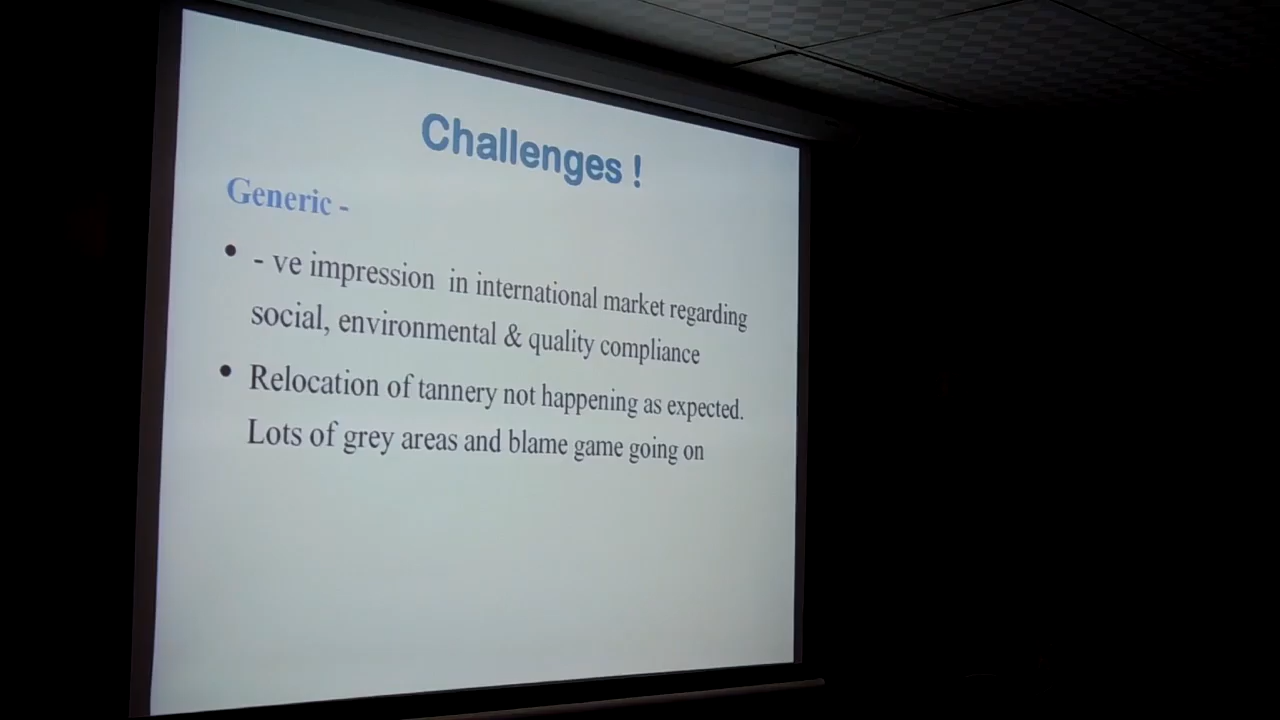 Challenges !
Generic -
• - ve impression in international market regarding
social, environmental & quality compliance
• Relocation of tannery not happening as expected.
Lots of grey areas and blame game going on